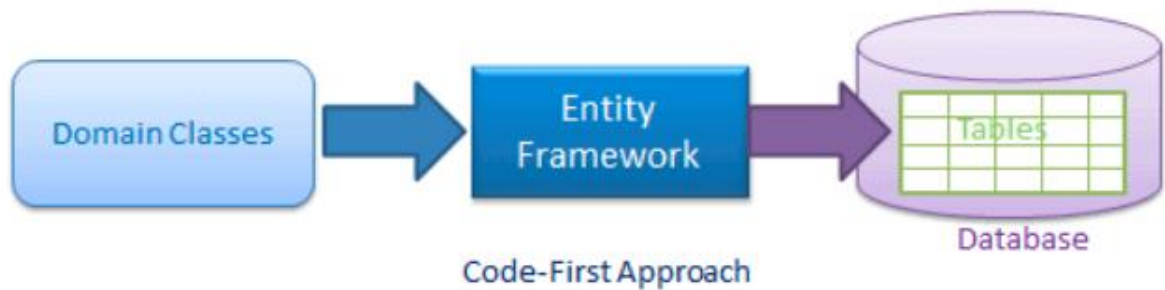 Domain Classes
Entity
Framework
Tables
Database
Code-First Approach